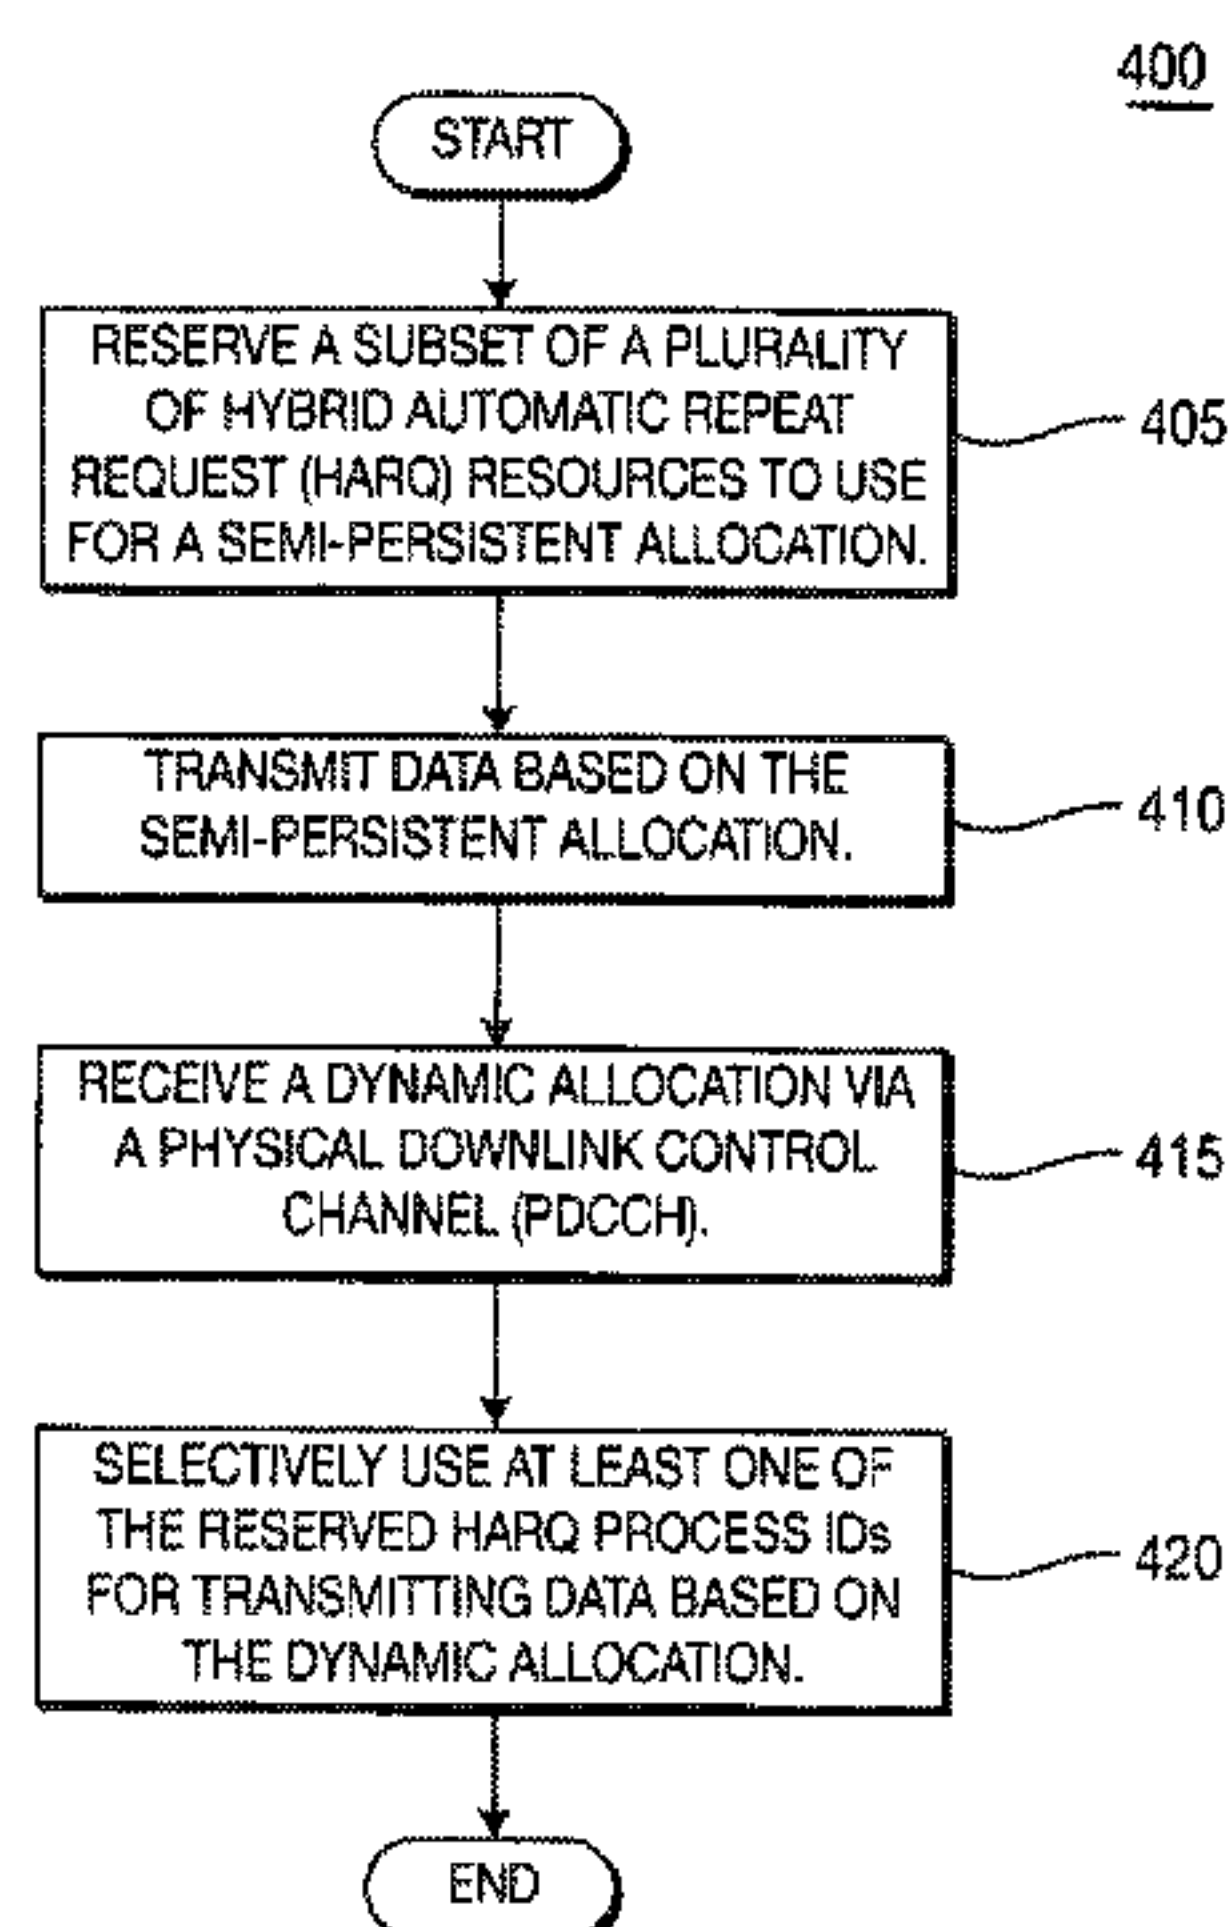 400
START
RESERVE A SUBSET OF A PLURALITY
OF HYBRID AUTOMATIC REPEAT
REQUEST (HARQ) RESOURCES TO USE
FOR A SEMI-PERSISTENT ALLOCATION.
405
TRANSMIT DATA BASED ON THE
SEMI-PERSISTENT ALLOCATION.
410
RECEIVE A DYNAMIC ALLOCATION VIA
A PHYSICAL DOWNLINK CONTROL
CHANNEL (PDCCH).
415
SELECTIVELY USE AT LEAST ONE OF
THE RESERVED HARQ PROCESS IDs
FOR TRANSMITTING DATA BASED ON
THE DYNAMIC ALLOCATION.
420
END